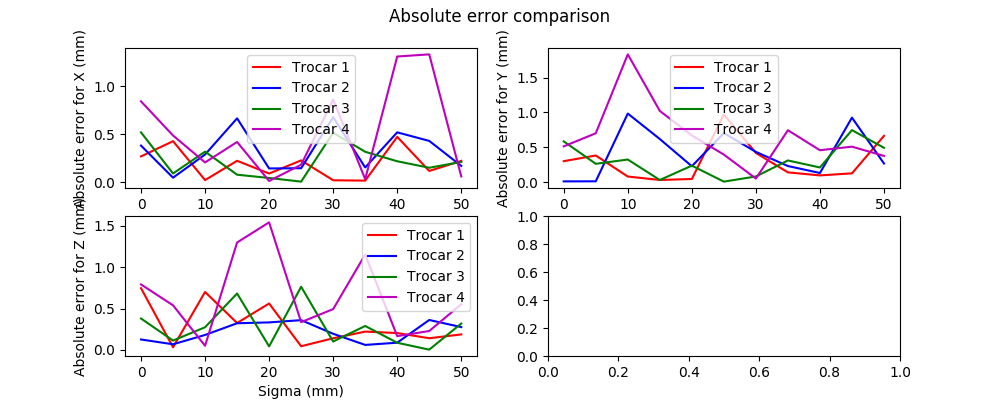 Absolute error comparison
Absolute error for X (mm)
1.0
0.5
0.0
0 10 20 30 40 50
Trocar 1
Trocar 2
Trocar 3
Trocar 4
Absolute error for Y (mm)
1.5
1.0
0.5
0.0
0 10 20 30 40 50
Trocar 1
Trocar 2
Trocar 3
Trocar 4
Absolute error for Z (mm)
1.5
1.0
0.5
0.0
0 10 20 30 40 50
Sigma (mm)
Trocar 1
Trocar 2
Trocar 3
Trocar 4
1.0
0.8
0.6
0.4
0.2
0.0
0.0 0.2 0.4 0.6 0.8 1.0